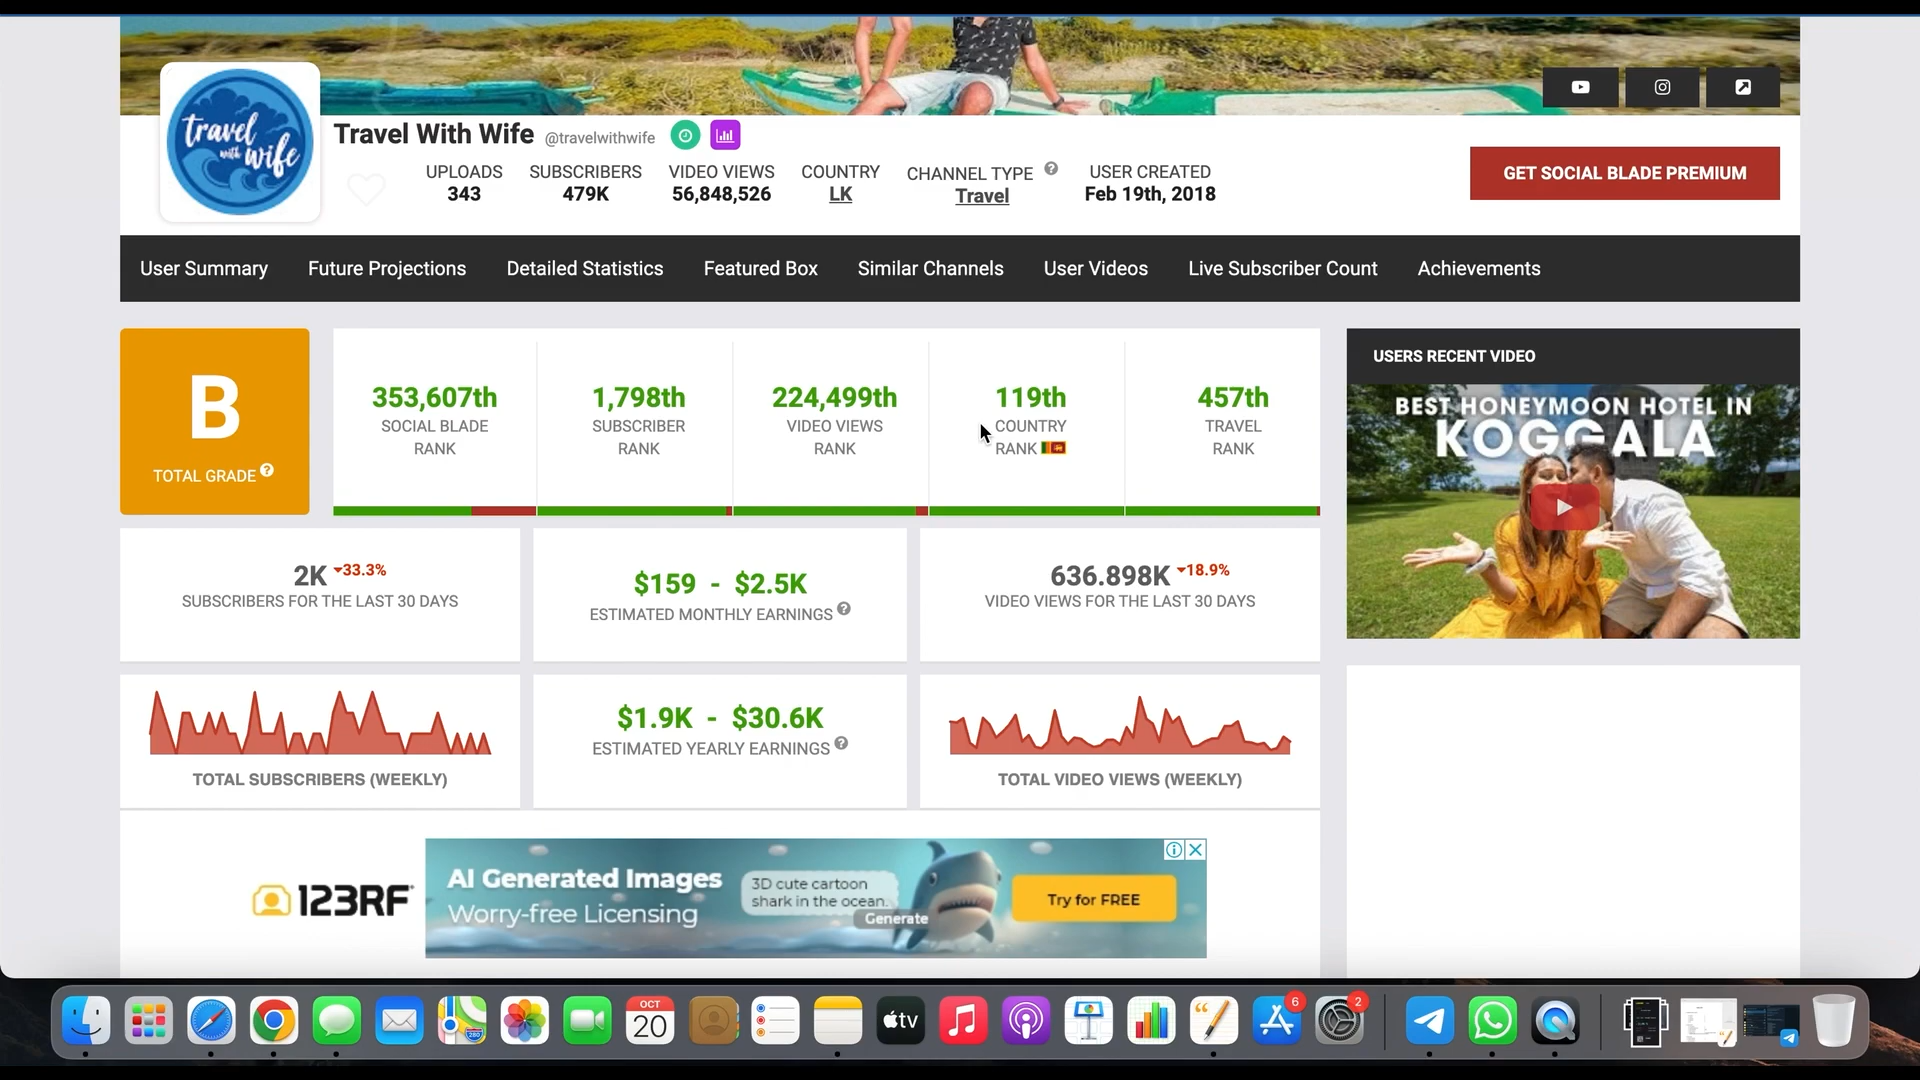 travel
with
wife
Travel With Wife @travelwithwife
UPLOADS
343
SUBSCRIBERS
479K
VIDEO VIEWS
56,848,526
COUNTRY
LK
CHANNEL TYPE ?
Travel
USER CREATED
Feb 19th, 2018
GET SOCIAL BLADE PREMIUM
User Summary Future Projections Detailed Statistics Featured Box Similar Channels User Videos Live Subscriber Count Achievements
B
TOTAL GRADE ?
353,607th
SOCIAL BLADE
RANK
1,798th
SUBSCRIBER
RANK
224,499th
VIDEO VIEWS
RANK
119th
COUNTRY
RANK
457th
TRAVEL
RANK
USERS RECENT VIDEO
BEST HONEYMOON HOTEL IN
KOGGALA
2K 33.3%
SUBSCRIBERS FOR THE LAST 30 DAYS
$159 - $2.5K
ESTIMATED MONTHLY EARNINGS ?
636.898K 18.9%
VIDEO VIEWS FOR THE LAST 30 DAYS
TOTAL SUBSCRIBERS (WEEKLY)
$1.9K - $30.6K
ESTIMATED YEARLY EARNINGS ?
TOTAL VIDEO VIEWS (WEEKLY)
123RF
AI Generated Images
Worry-free Licensing
3D cute cartoon
shark in the ocean.
Generate
Try for FREE
OCT
20
tv
6
2